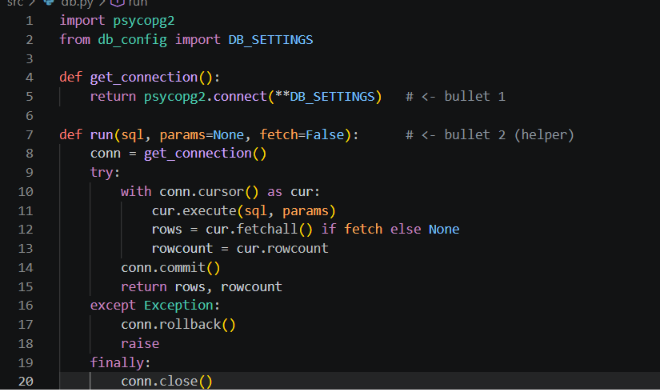 src > db.py > run
1 import psycopg2
2 from db_config import DB_SETTINGS
3
4 def get_connection():
5     return psycopg2.connect(**DB_SETTINGS)   # <- bullet 1
6
7 def run(sql, params=None, fetch=False):      # <- bullet 2 (helper)
8     conn = get_connection()
9     try:
10         with conn.cursor() as cur:
11             cur.execute(sql, params)
12             rows = cur.fetchall() if fetch else None
13             rowcount = cur.rowcount
14         conn.commit()
15         return rows, rowcount
16     except Exception:
17         conn.rollback()
18         raise
19     finally:
20         conn.close()